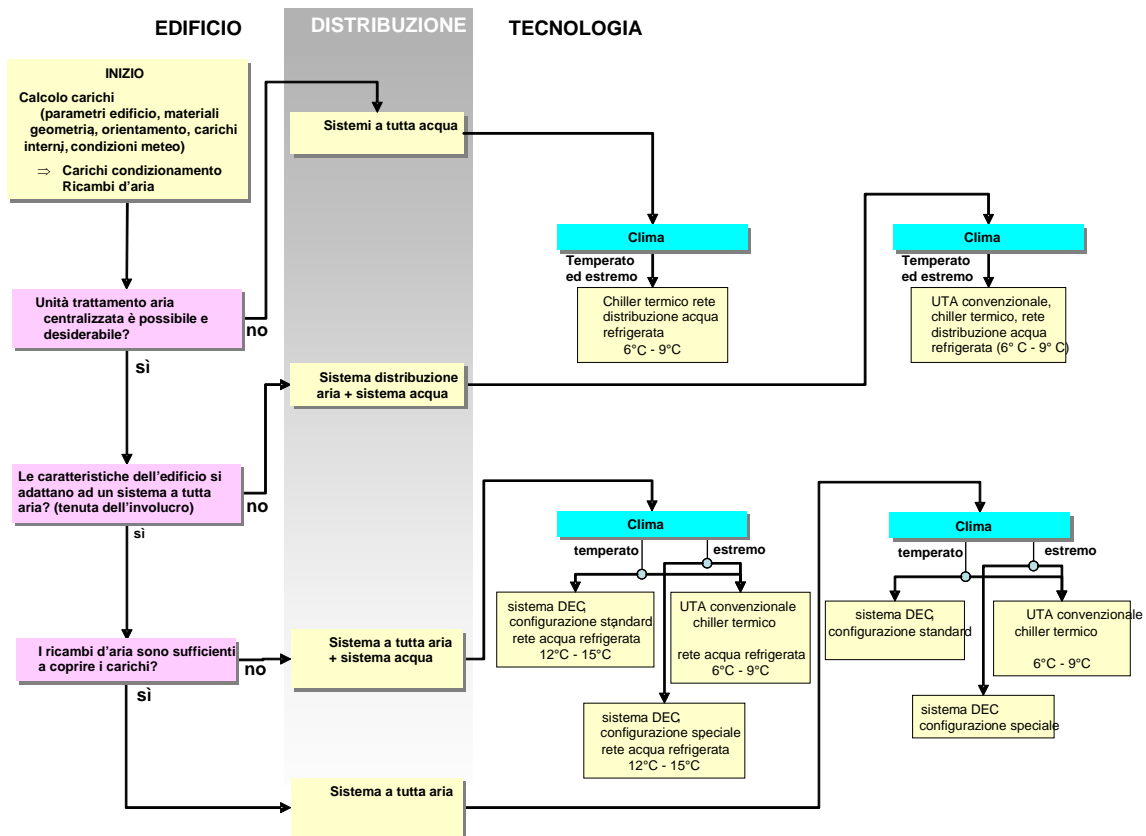 EDIFICIO
DISTRIBUZIONE
TECNOLOGIA
INIZIO
Calcolo carichi
(parametri edificio, materiali
geometria, orientamento, carichi
interni, condizioni meteo)
⇒ Carichi condizionamento
Ricambi d'aria
Sistemi a tutta acqua
Clima
Temperato
ed estremo
Chiller termico rete
distribuzione acqua
refrigerata
6°C - 9°C
Clima
Temperato
ed estremo
UTA convenzionale,
chiller termico, rete
distribuzione acqua
refrigerata (6° C - 9° C)
Unità trattamento aria
centralizzata è possibile e
desiderabile?
no
sì
Sistema distribuzione
aria + sistema acqua
Le caratteristiche dell'edificio si
adattano ad un sistema a tutta
aria? (tenuta dell'involucro)
no
sì
Clima
temperato
estremo
sistema DEC,
configurazione standard
rete acqua refrigerata
12°C - 15°C
UTA convenzionale
chiller termico
rete acqua refrigerata
6°C - 9°C
sistema DEC,
configurazione speciale
rete acqua refrigerata
12°C - 15°C
Clima
temperato
estremo
sistema DEC,
configurazione standard
UTA convenzionale
chiller termico
6°C - 9°C
sistema DEC
configurazione speciale
I ricambi d'aria sono sufficienti
a coprire i carichi?
no
sì
Sistema a tutta aria
+ sistema acqua
Sistema a tutta aria